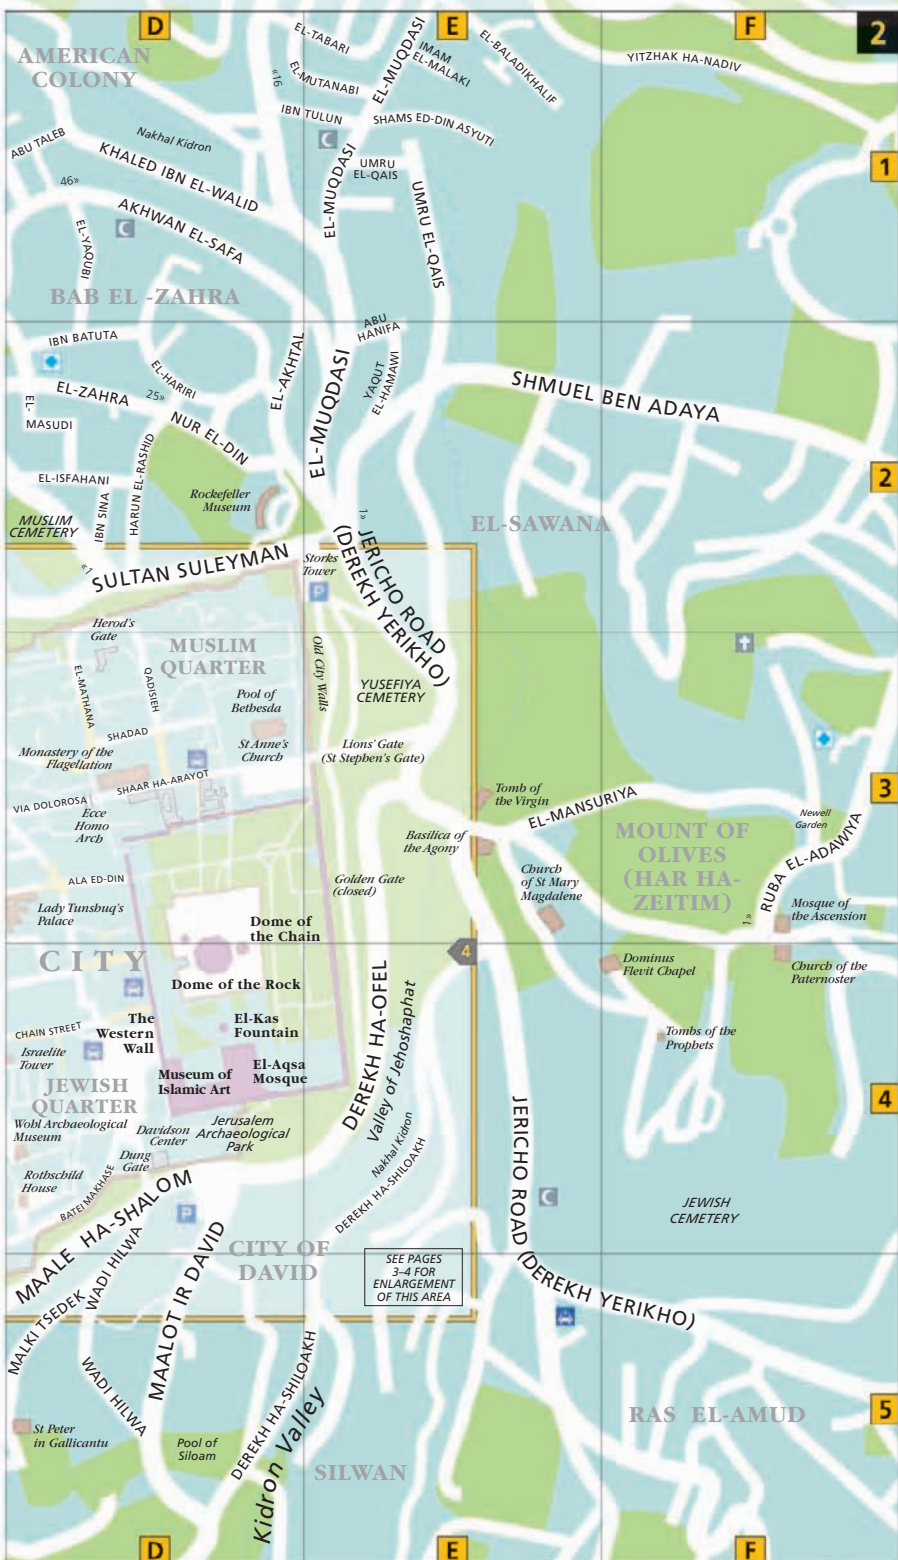 D
E
F
2
AMERICAN
COLONY
EL-TABARI
EL-MUQDASI
IMAM
EL-MALAKI
EL-BALADIKHALIF
YITZHAK HA-NADIV
«16
EL-MUTANABI
IBN TULUN
SHAMS ED-DIN ASYUTI
ABU TALEB
Nakhal Kidron
KHALED IBN EL-WALID
EL-MUQDASI
UMRU
EL-QAIS
1
46»
AKHWAN EL-SAFA
UMRU EL-QAIS
EL-YAQUBI
BAB EL -ZAHRA
ABU
HANIFA
IBN BATUTA
EL-AKHTAL
EL-MUQDASI
YAQUT
EL-HAMAWI
EL-HARIRI
EL-ZAHRA
25»
SHMUEL BEN ADAYA
EL-
MASUDI
NUR EL-DIN
HARUN EL-RASHID
EL-ISFAHANI
2
IBN SINA
Rockefeller
Museum
MUSLIM
CEMETERY
1»
JERICHO ROAD
(DEREKH YERIKHO)
EL-SAWANA
«1
SULTAN SULEYMAN
Storks
Tower
P
Herod's
Gate
MUSLIM
QUARTER
Old City Walls
EL-MATHANA
QADISIEH
YUSEFIYA
CEMETERY
Pool of
Bethesda
SHADAD
Monastery of the
Flagellation
St Anne's
Church
Lions' Gate
(St Stephen's Gate)
SHAAR HA-ARAYOT
VIA DOLOROSA
Ecce
Homo
Arch
Tomb of
the Virgin
EL-MANSURIYA
3
Newell
Garden
Basilica of
the Agony
MOUNT OF
OLIVES
(HAR HA-
ZEITIM)
RUBA EL-ADAWIYA
ALA ED-DIN
Golden Gate
(closed)
Church
of St Mary
Magdalene
Lady Tunshuq's
Palace
Dome of
the Chain
1»
Mosque of
the Ascension
CITY
4
Dominus
Flevit Chapel
Church of the
Paternoster
Dome of the Rock
DEREKH HA-OFEL
Valley of Jehoshaphat
The
Western
Wall
El-Kas
Fountain
CHAIN STREET
Israelite
Tower
Tombs of the
Prophets
Museum of
Islamic Art
El-Aqsa
Mosque
JEWISH
QUARTER
4
Wohl Archaeological
Museum
Davidson
Center
Jerusalem
Archaeological
Park
Nakhal Kidron
DEREKH HA-SHILOAKH
JERICHO ROAD (DEREKH YERIKHO)
Dung
Gate
Rothschild
House
BATEI MAKHASE
MAALE HA-SHALOM
P
JEWISH
CEMETERY
CITY OF
DAVID
WADI HILWA
MAALOT IR DAVID
SEE PAGES
3–4 FOR
ENLARGEMENT
OF THIS AREA
MALKI TSEDEK
WADI HILWA
DEREKH HA-SHILOAKH
Kidron Valley
St Peter
in Gallicantu
Pool of
Siloam
SILWAN
RAS EL-AMUD
5
D
E
F